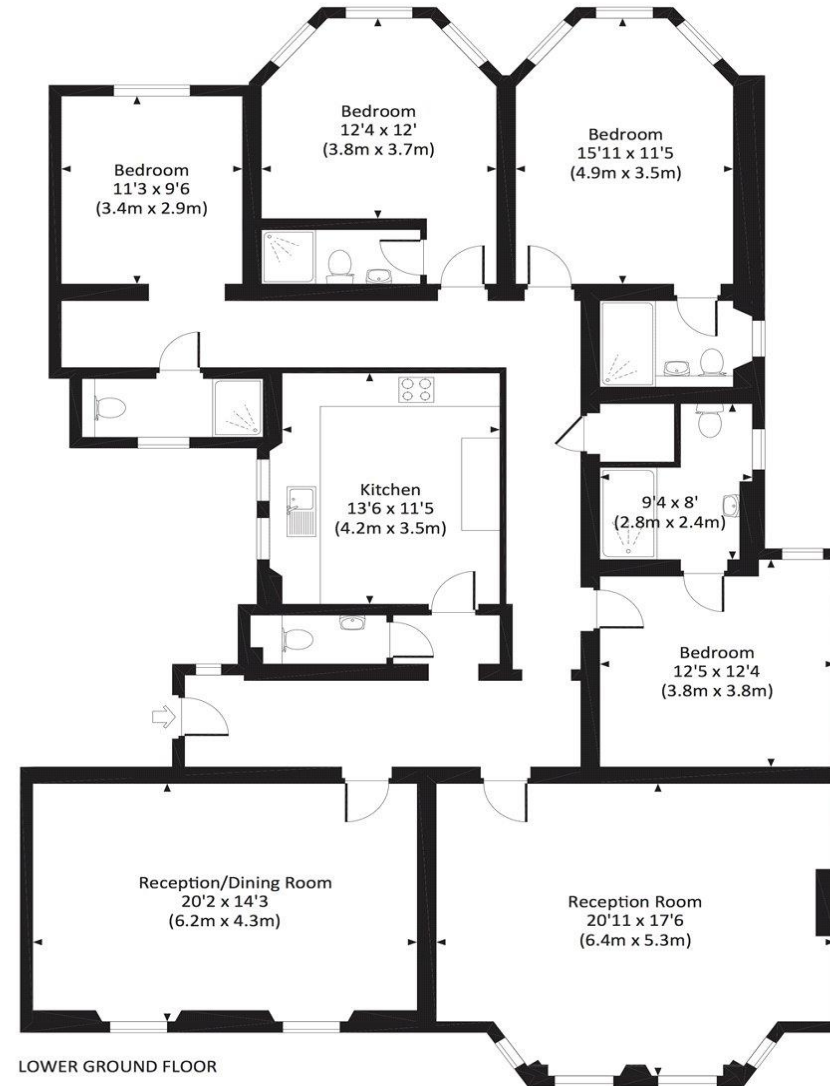 Bedroom
12'4 x 12'
(3.8m x 3.7m)
Bedroom
15'11 x 11'5
(4.9m x 3.5m)
Bedroom
11'3 x 9'6
(3.4m x 2.9m)
Kitchen
13'6 x 11'5
(4.2m x 3.5m)
9'4 x 8'
(2.8m x 2.4m)
Bedroom
12'5 x 12'4
(3.8m x 3.8m)
Reception/Dining Room
20'2 x 14'3
(6.2m x 4.3m)
Reception Room
20'11 x 17'6
(6.4m x 5.3m)
LOWER GROUND FLOOR